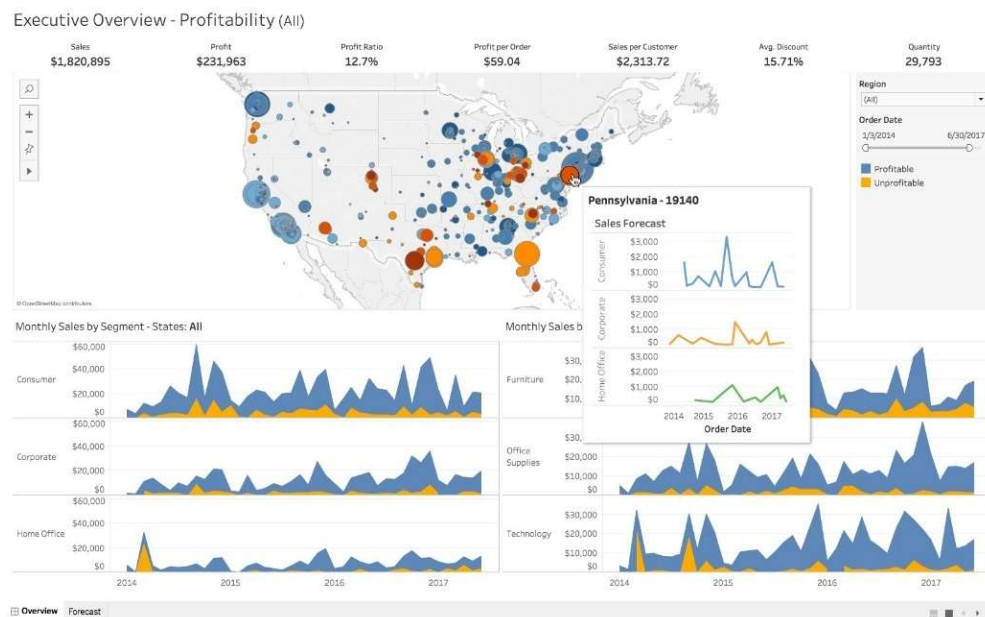 Executive Overview - Profitability (All)
Sales Profit Profit Ratio Profit per Order Sales per Customer Avg. Discount Quantity
$1,820,895 $231,963 12.7% $59.04 $2,313.72 15.71% 29,793
Region
(All)
Order Date
1/3/2014 6/30/2017
Profitable
Unprofitable
© OpenStreetMap contributors
Pennsylvania - 19140
Sales Forecast
Consumer
$3,000
$2,000
$1,000
$0
Corporate
$3,000
$2,000
$1,000
$0
Home Office
$3,000
$2,000
$1,000
$0
2014 2015 2016 2017
Order Date
Monthly Sales by Segment - States: All
Consumer
$60,000
$40,000
$20,000
$0
Corporate
$60,000
$40,000
$20,000
$0
Home Office
$60,000
$40,000
$20,000
$0
2014 2015 2016 2017
Monthly Sales b
Furniture
$30,
$20,
$10,
Office
Supplies
$30,
$20,000
$10,000
$0
Technology
$30,000
$20,000
$10,000
$0
2014 2015 2016 2017
Overview Forecast